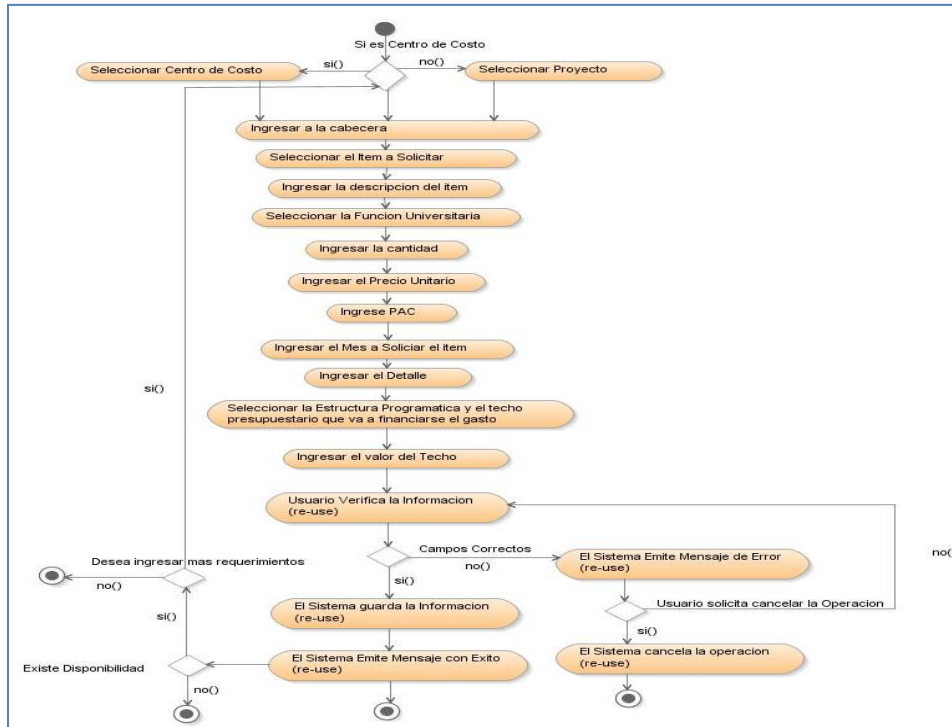 Si es Centro de Costo
si()
no()
Seleccionar Centro de Costo
Seleccionar Proyecto
Ingresar a la cabecera
Seleccionar el Item a Solicitar
Ingresar la descripcion del item
Seleccionar la Funcion Universitaria
Ingresar la cantidad
Ingresar el Precio Unitario
Ingrese PAC
Ingresar el Mes a Soliciar el item
Ingresar el Detalle
si()
Seleccionar la Estructura Programatica y el techo
presupuestario que va a financiarse el gasto
Ingresar el valor del Techo
Usuario Verifica la Informacion
(re-use)
Campos Correctos
no()
El Sistema Emite Mensaje de Error
(re-use)
no()
Desea ingresar mas requerimientos
no()
si()
Usuario solicita cancelar la Operacion
El Sistema guarda la Informacion
(re-use)
si()
si()
El Sistema cancela la operacion
(re-use)
Existe Disponibilidad
El Sistema Emite Mensaje con Exito
(re-use)
no()